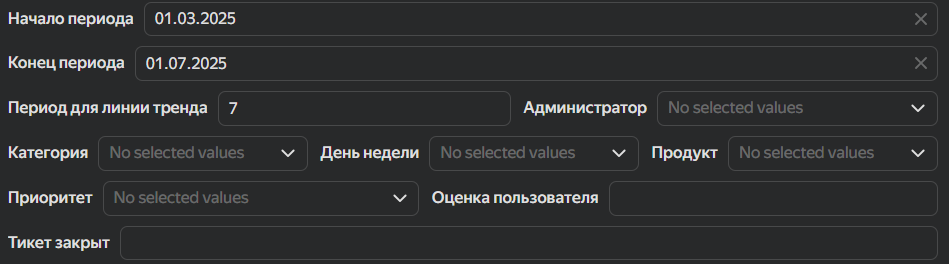 Начало периода 01.03.2025
Конец периода 01.07.2025
Период для линии тренда 7 Администратор No selected values
Категория No selected values День недели No selected values Продукт No selected values
Приоритет No selected values Оценка пользователя
Тикет закрыт